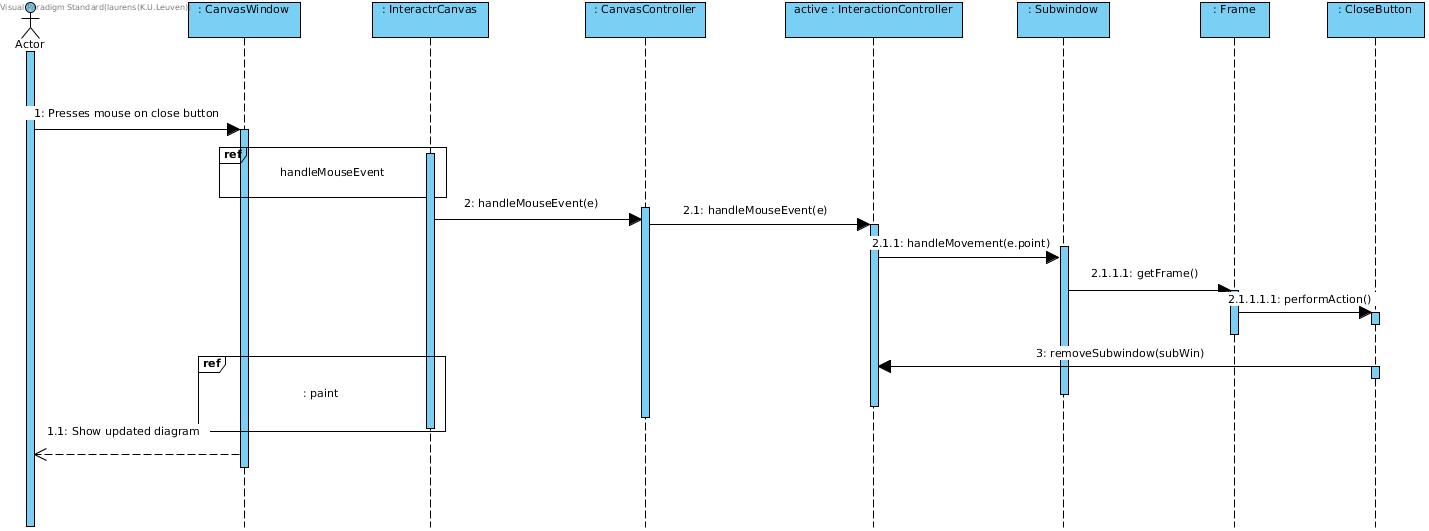 Visual Paradigm Standard(laurens(K.U.Leuven))
: CanvasWindow
: InteractrCanvas
: CanvasController
active : InteractionController
: Subwindow
: Frame
: CloseButton
Actor
1: Presses mouse on close button
ref
handleMouseEvent
2: handleMouseEvent(e)
2.1: handleMouseEvent(e)
2.1.1: handleMovement(e.point)
2.1.1.1: getFrame()
2.1.1.1.1: performAction()
3: removeSubwindow(subWin)
ref
: paint
1.1: Show updated diagram